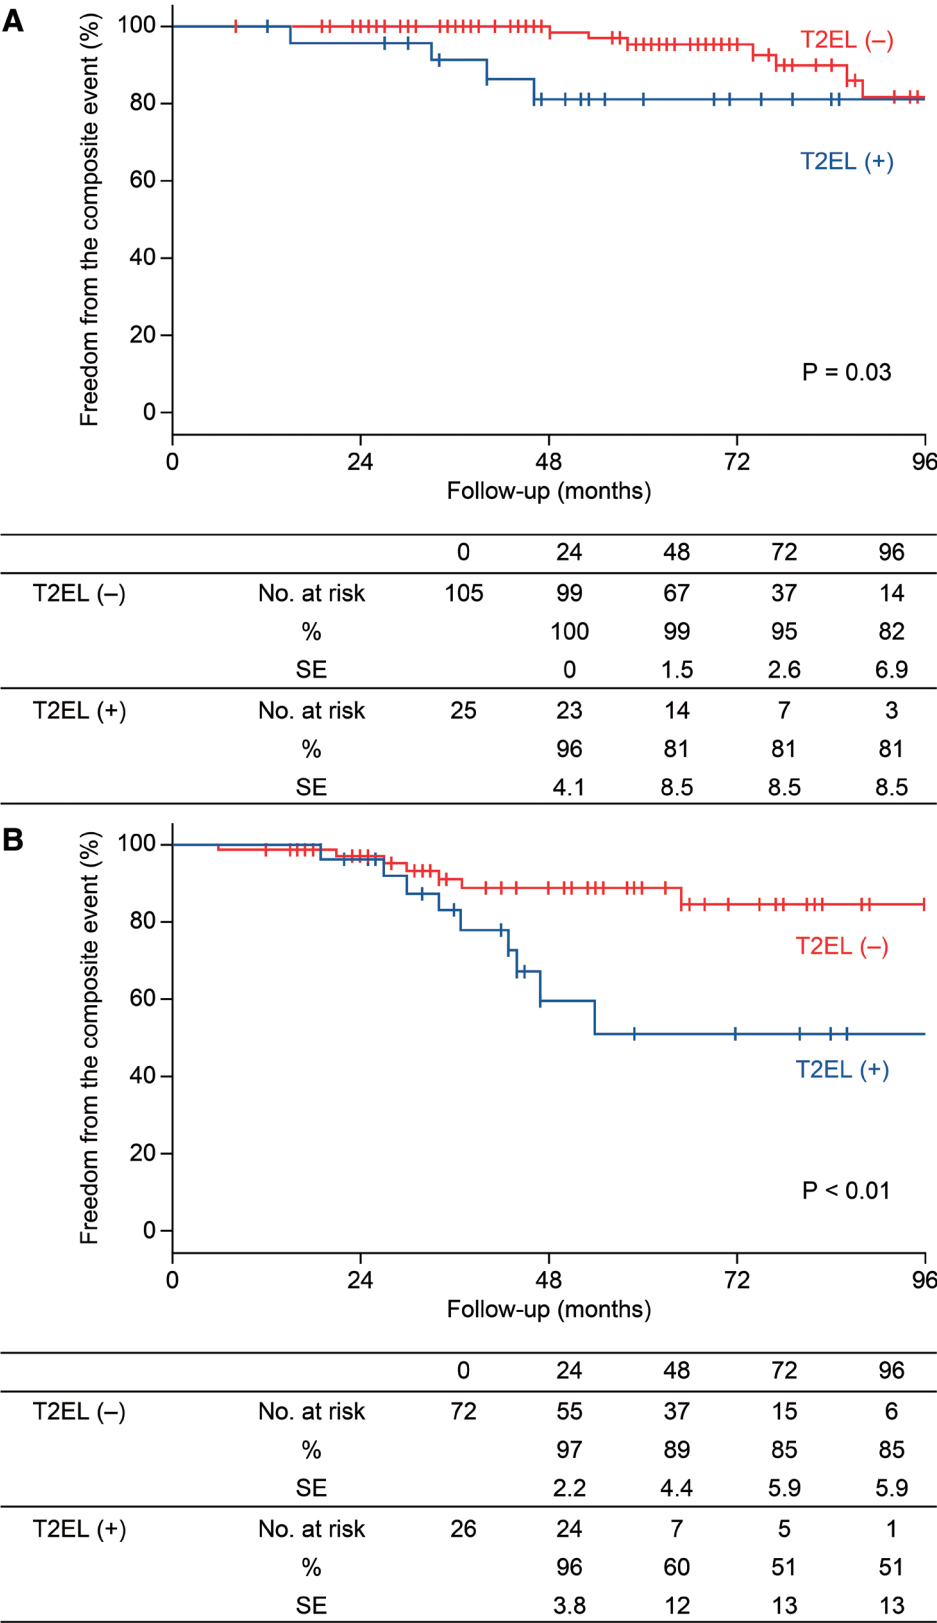 A
Freedom from the composite event (%)
100
80
60
40
20
0
T2EL (–)
T2EL (+)
P = 0.03
0 24 48 72 96
Follow-up (months)
0 24 48 72 96
T2EL (–) No. at risk 105 99 67 37 14
% 100 99 95 82
SE 0 1.5 2.6 6.9
T2EL (+) No. at risk 25 23 14 7 3
% 96 81 81 81
SE 4.1 8.5 8.5 8.5
B
Freedom from the composite event (%)
100
80
60
40
20
0
T2EL (–)
T2EL (+)
P < 0.01
0 24 48 72 96
Follow-up (months)
0 24 48 72 96
T2EL (–) No. at risk 72 55 37 15 6
% 97 89 85 85
SE 2.2 4.4 5.9 5.9
T2EL (+) No. at risk 26 24 7 5 1
% 96 60 51 51
SE 3.8 12 13 13